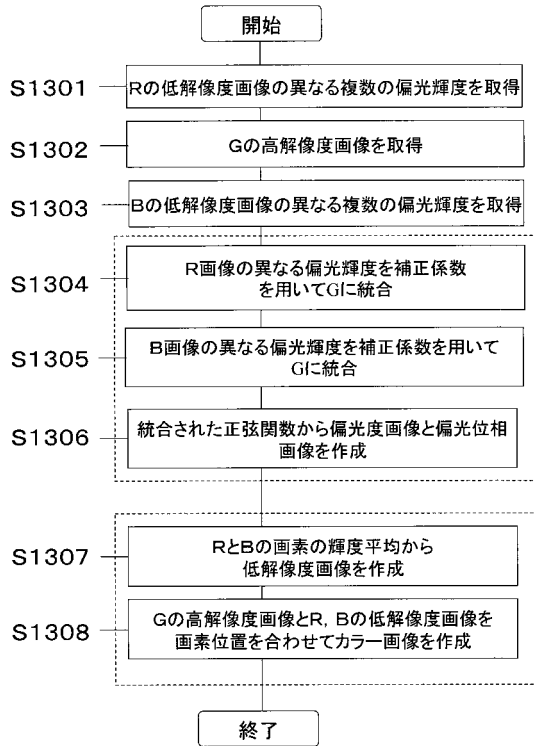 開始
S1301
Rの低解像度画像の異なる複数の偏光輝度を取得
S1302
Gの高解像度画像を取得
S1303
Bの低解像度画像の異なる複数の偏光輝度を取得
S1304
R画像の異なる偏光輝度を補正係数
を用いてGに統合
S1305
B画像の異なる偏光輝度を補正係数を用いて
Gに統合
S1306
統合された正弦関数から偏光度画像と偏光位相
画像を作成
S1307
RとBの画素の輝度平均から
低解像度画像を作成
S1308
Gの高解像度画像とR, Bの低解像度画像を
画素位置を合わせてカラー画像を作成
終了